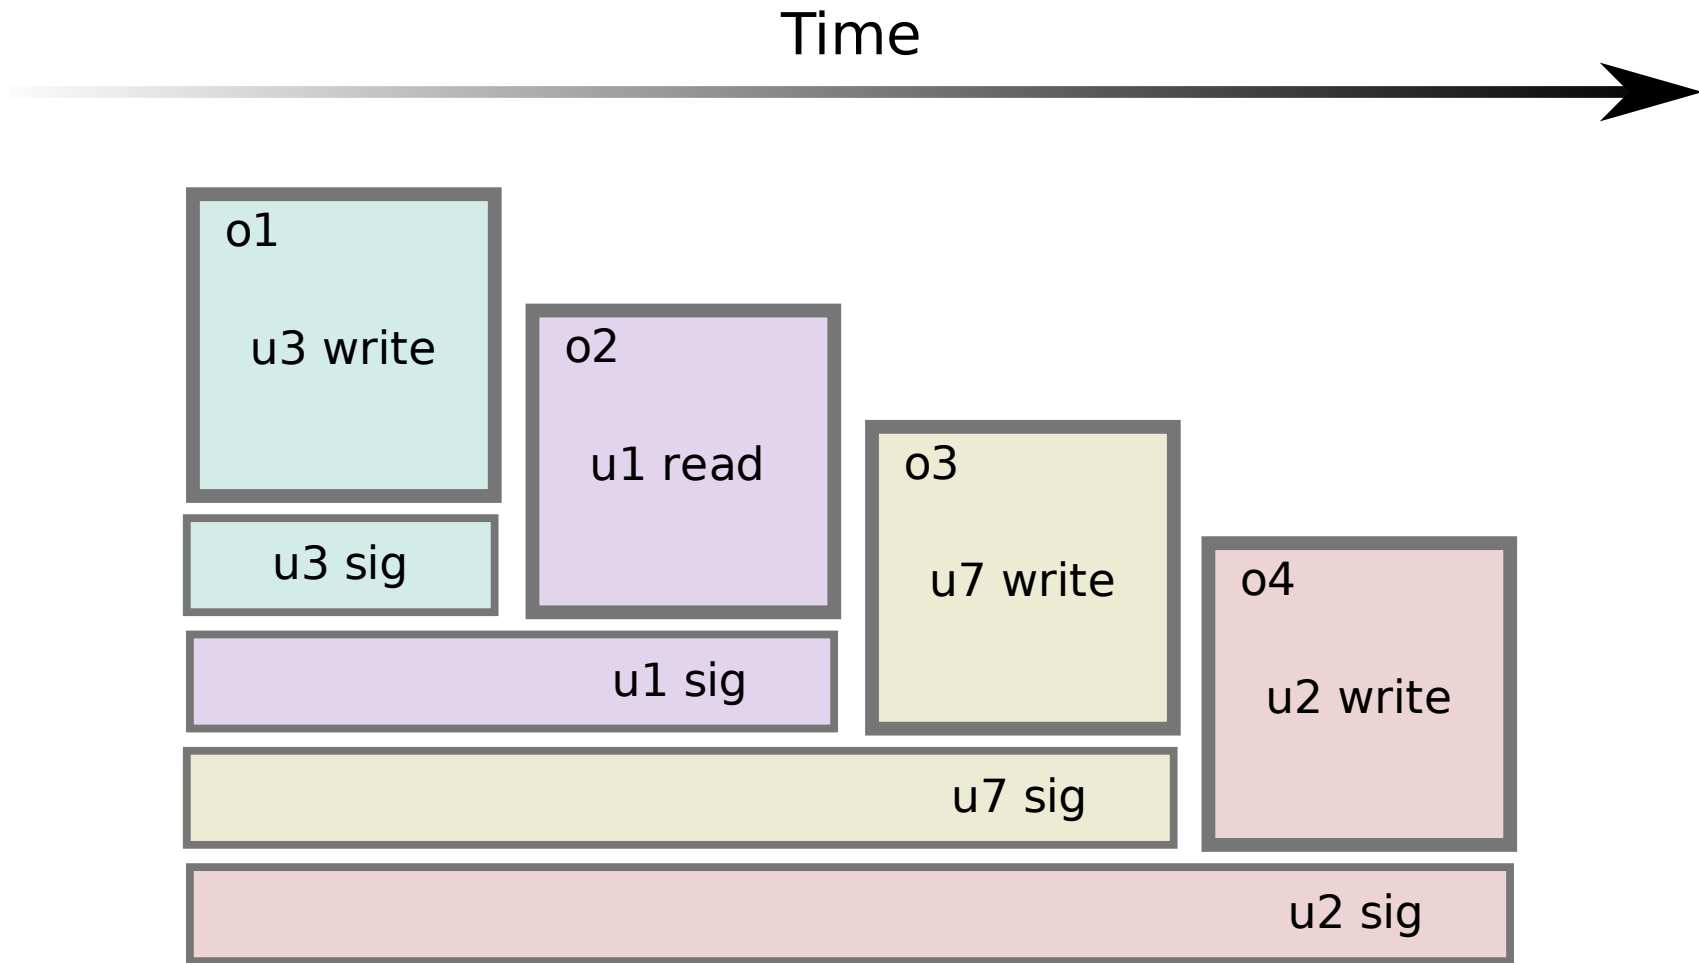 Time
o1
u3 write
o2
u1 read
o3
u7 write
o4
u2 write
u3 sig
u1 sig
u7 sig
u2 sig